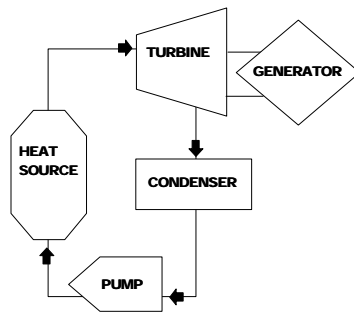 TURBINE
GENERATOR
HEAT
SOURCE
CONDENSER
PUMP